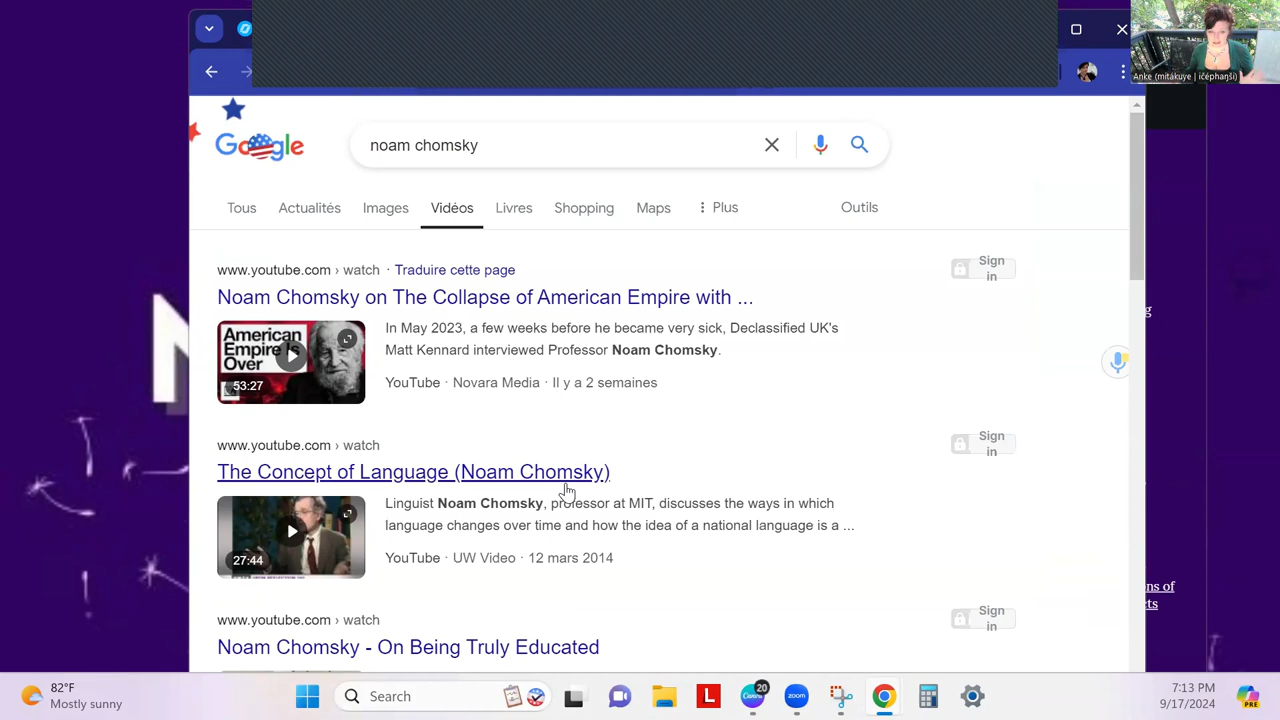 Anke (mitákuye | ičéphaŋši)
Google
noam chomsky
Tous Actualités Images Vidéos Livres Shopping Maps Plus Outils
www.youtube.com › watch · Traduire cette page
Sign in
Noam Chomsky on The Collapse of American Empire with ...
American
Empire Is
Over
53:27
In May 2023, a few weeks before he became very sick, Declassified UK's
Matt Kennard interviewed Professor Noam Chomsky.
YouTube · Novara Media · Il y a 2 semaines
www.youtube.com › watch
Sign in
The Concept of Language (Noam Chomsky)
27:44
Linguist Noam Chomsky, professor at MIT, discusses the ways in which
language changes over time and how the idea of a national language is a ...
YouTube · UW Video · 12 mars 2014
www.youtube.com › watch
Sign in
Noam Chomsky - On Being Truly Educated
82°F
Mostly sunny
Search
L
20
zoom
7:13 PM
9/17/2024
PRE